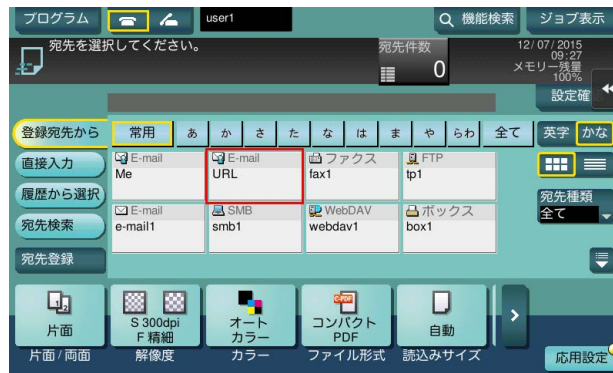 プログラム
user1
機能検索
ジョブ表示
宛先を選択してください。
宛先件数
0
12/07/2015
09:27
メモリー残量
100%
設定確
登録宛先から
常用
あ
か
さ
た
な
は
ま
や
らわ
全て
英字
かな
直接入力
E-mail
Me
E-mail
URL
ファクス
fax1
FTP
tp1
履歴から選択
宛先種類
全て
宛先検索
E-mail
e-mail1
SMB
smb1
WebDAV
webdav1
ボックス
box1
宛先登録
片面
S 300dpi
F 精細
オート
カラー
コンパクト
PDF
自動
片面/両面
解像度
カラー
ファイル形式
読込みサイズ
応用設定